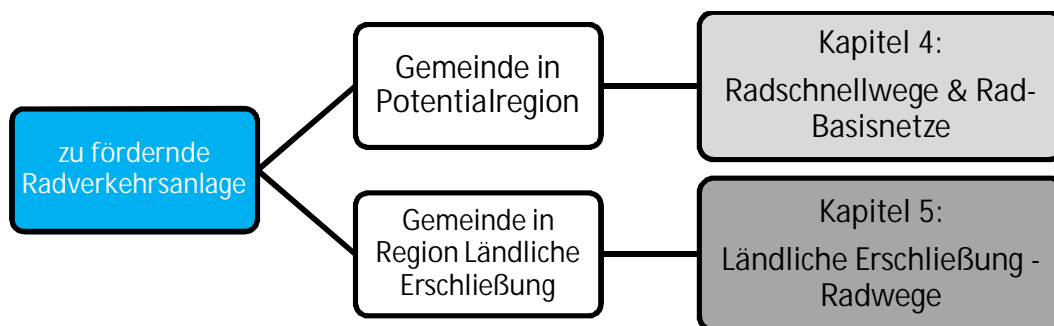 zu fördernde
Radverkehrsanlage
Gemeinde in
Potentialregion
Kapitel 4:
Radschnellwege & Rad-
Basisnetze
Gemeinde in
Region Ländliche
Erschließung
Kapitel 5:
Ländliche Erschließung -
Radwege